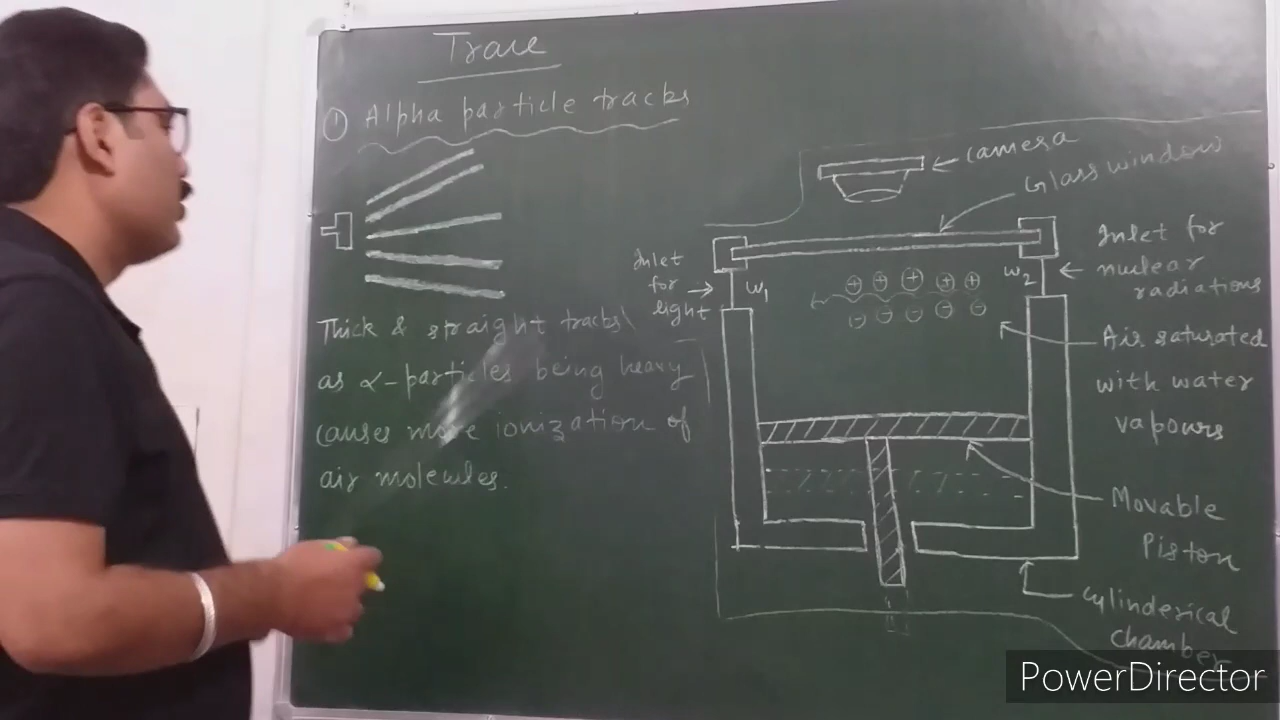 Trace
① Alpha particle tracks
Thick & straight tracks
as α-particles being heavy
causes more ionization of
air molecules.
camera
Glass window
Inlet
for
light
W1
W2
Inlet for
nuclear
radiations
+ + + + +
- - - - -
Air saturated
with water
vapours
Movable
Piston
cylinderical
chamber
PowerDirector